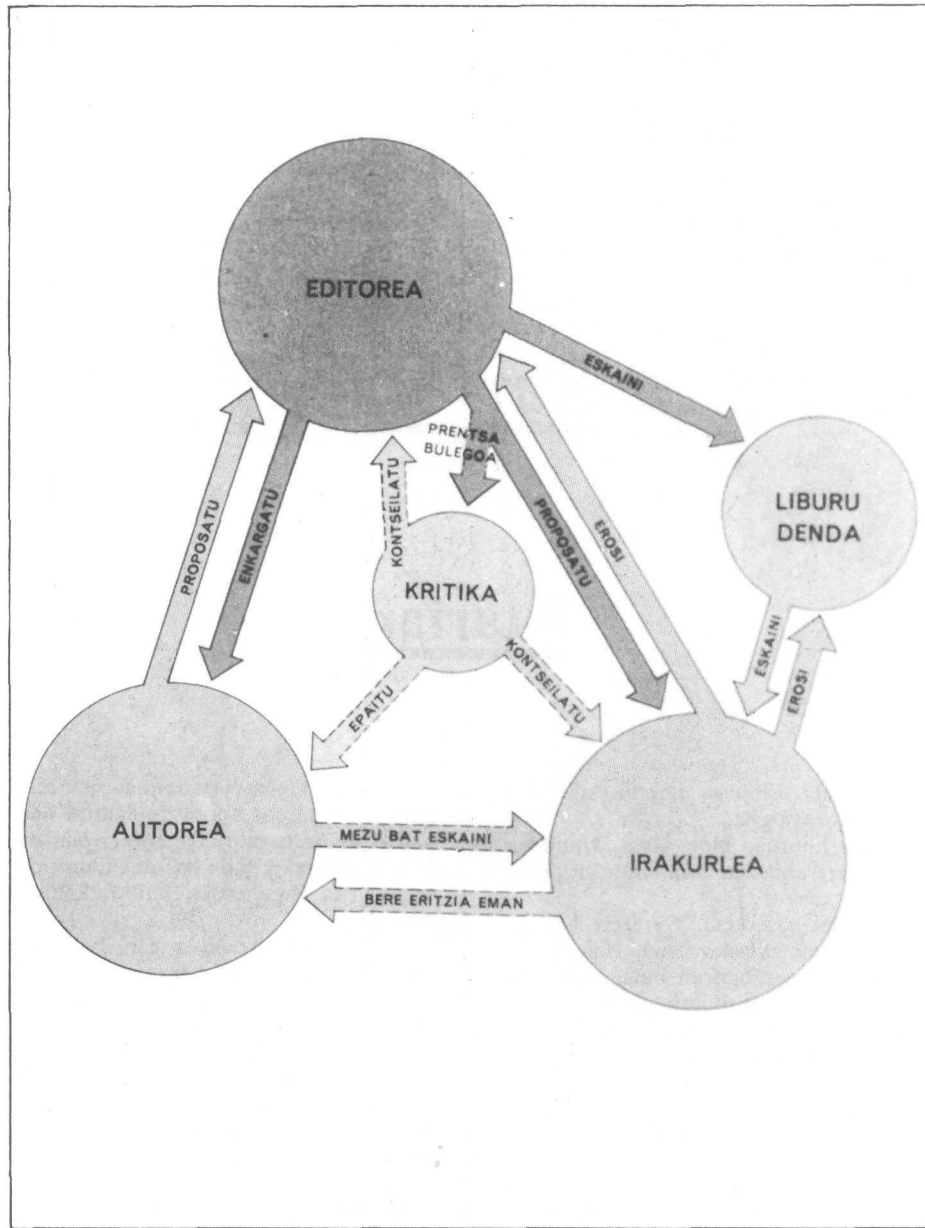 EDITOREA
ESKAINI
PRENTSA
BULEGOA
KONTSEILATU
PROPOSATU
ENKARGATU
PROPOSATU
EROSI
LIBURU
DENDA
KRITIKA
ESKAINI
EROSI
EPAITU
KONTSEILATU
AUTOREA
MEZU BAT ESKAINI
IRAKURLEA
BERE ERITZIA EMAN